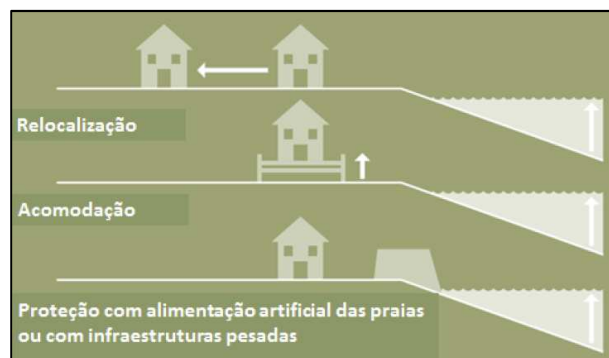 Relocalização
Acomodação
Proteção com alimentação artificial das praias
ou com infraestruturas pesadas